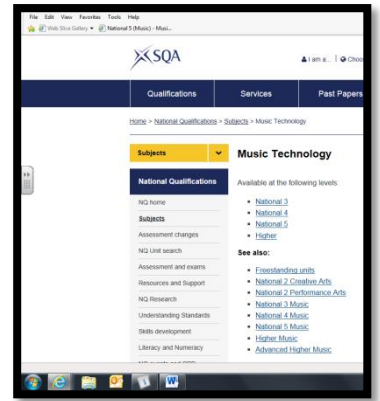 File Edit View Favorites Tools Help
Web Slice Gallery National 5 (Music) - Musi...
SQA
I am a... Choo
Qualifications Services Past Papers
Home > National Qualifications > Subjects > Music Technology
Subjects
National Qualifications
NQ home
Subjects
Assessment changes
NQ Unit search
Assessment and exams
Resources and Support
NQ Research
Understanding Standards
Skills development
Literacy and Numeracy
Music Technology
Available at the following levels:
National 3
National 4
National 5
Higher
See also:
Freestanding units
National 2 Creative Arts
National 2 Performance Arts
National 3 Music
National 4 Music
National 5 Music
Higher Music
Advanced Higher Music